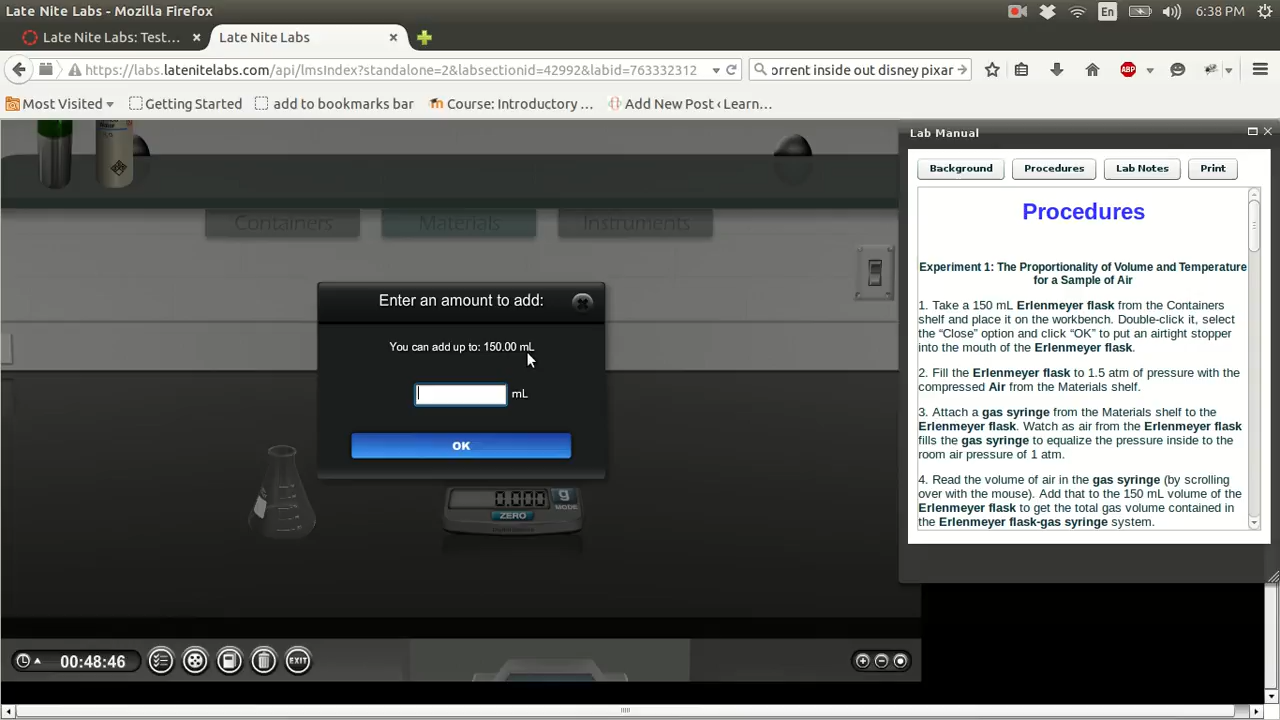 Late Nite Labs - Mozilla Firefox
En
6:38 PM
Late Nite Labs: Test...
Late Nite Labs
https://labs.latenitelabs.com/api/lmsIndex?standalone=2&labsectionid=42992&labid=763332312
orrent inside out disney pixar
ABP
Most Visited
Getting Started
add to bookmarks bar
Course: Introductory ...
Add New Post ‹ Learn...
Lab Manual
Background
Procedures
Lab Notes
Print
Containers
Materials
Instruments
Procedures
Experiment 1: The Proportionality of Volume and Temperature
for a Sample of Air
1. Take a 150 mL Erlenmeyer flask from the Containers
shelf and place it on the workbench. Double-click it, select
the “Close” option and click “OK” to put an airtight stopper
into the mouth of the Erlenmeyer flask.
2. Fill the Erlenmeyer flask to 1.5 atm of pressure with the
compressed Air from the Materials shelf.
3. Attach a gas syringe from the Materials shelf to the
Erlenmeyer flask. Watch as air from the Erlenmeyer flask
fills the gas syringe to equalize the pressure inside to the
room air pressure of 1 atm.
4. Read the volume of air in the gas syringe (by scrolling
over with the mouse). Add that to the 150 mL volume of the
Erlenmeyer flask to get the total gas volume contained in
the Erlenmeyer flask-gas syringe system.
Enter an amount to add:
You can add up to: 150.00 mL
mL
OK
0.000
g
MODE
ZERO
00:48:46
EXIT